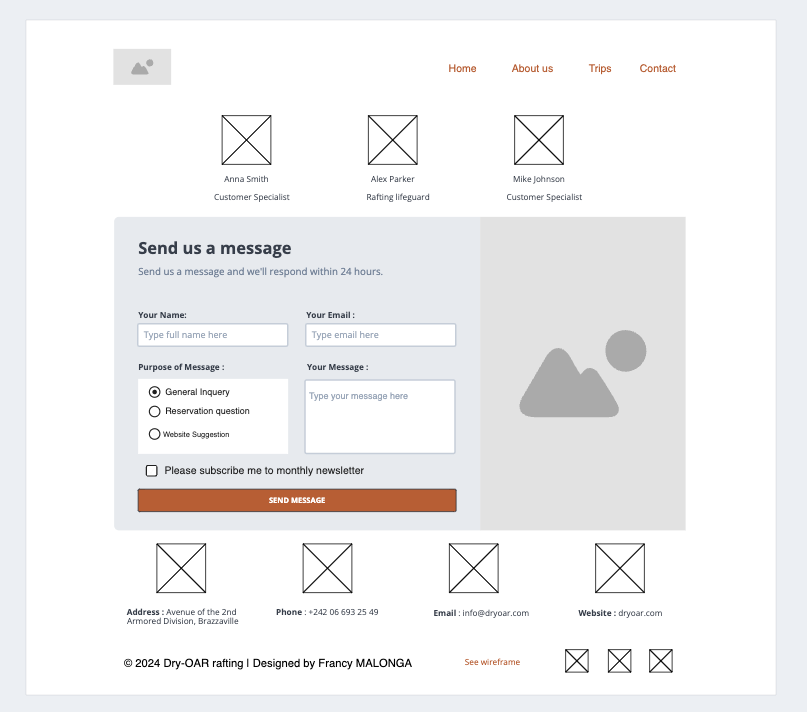 Home About us Trips Contact
Anna Smith Alex Parker Mike Johnson
Customer Specialist Rafting lifeguard Customer Specialist
Send us a message
Send us a message and we'll respond within 24 hours.
Your Name: Your Email :
Type full name here Type email here
Purpose of Message : Your Message :
General Inquery Type your message here
Reservation question
Website Suggestion
Please subscribe me to monthly newsletter
SEND MESSAGE
Address : Avenue of the 2nd Phone : +242 06 693 25 49 Email : info@dryoar.com Website : dryoar.com
Armored Division, Brazzaville
© 2024 Dry-OAR rafting | Designed by Francy MALONGA See wireframe